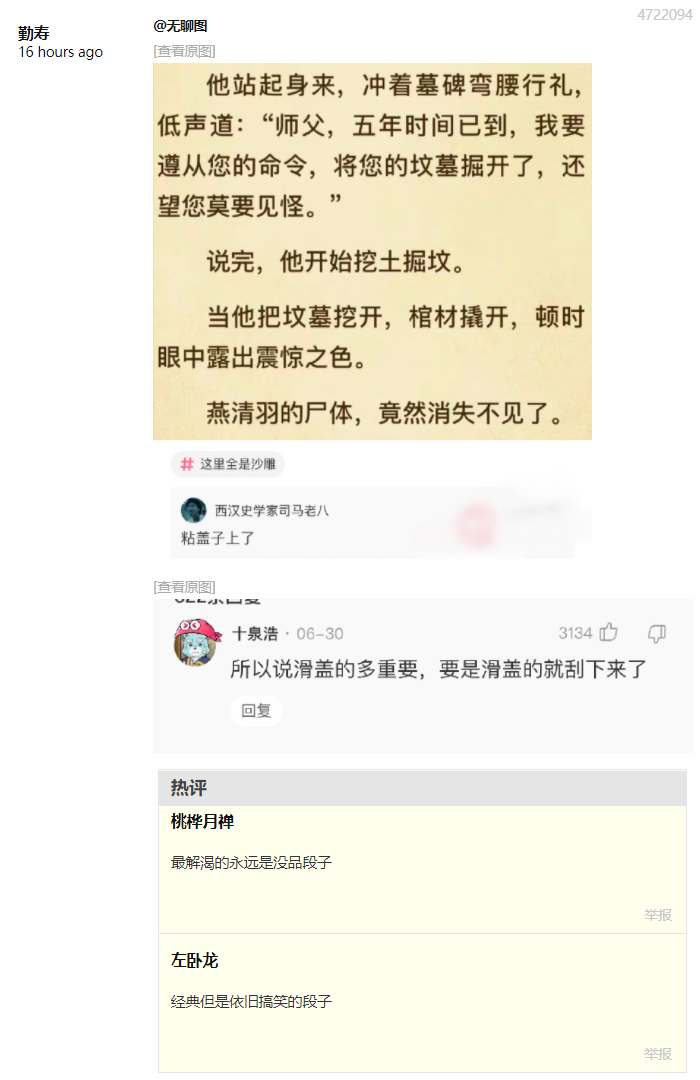 4722094
勤寿
16 hours ago
@无聊图
[查看原图]
他站起身来，冲着墓碑弯腰行礼，
低声道：“师父，五年时间已到，我要
遵从您的命令，将您的坟墓掘开了，还
望您莫要见怪。”
说完，他开始挖土掘坟。
当他把坟墓挖开，棺材撬开，顿时
眼中露出震惊之色。
燕清羽的尸体，竟然消失不见了。
# 这里全是沙雕
西汉史学家司马老八
粘盖子上了
[查看原图]
十泉浩 · 06-30
3134
所以说滑盖的多重要，要是滑盖的就刮下来了
回复
热评
桃桦月禅
最解渴的永远是没品段子
举报
左卧龙
经典但是依旧搞笑的段子
举报